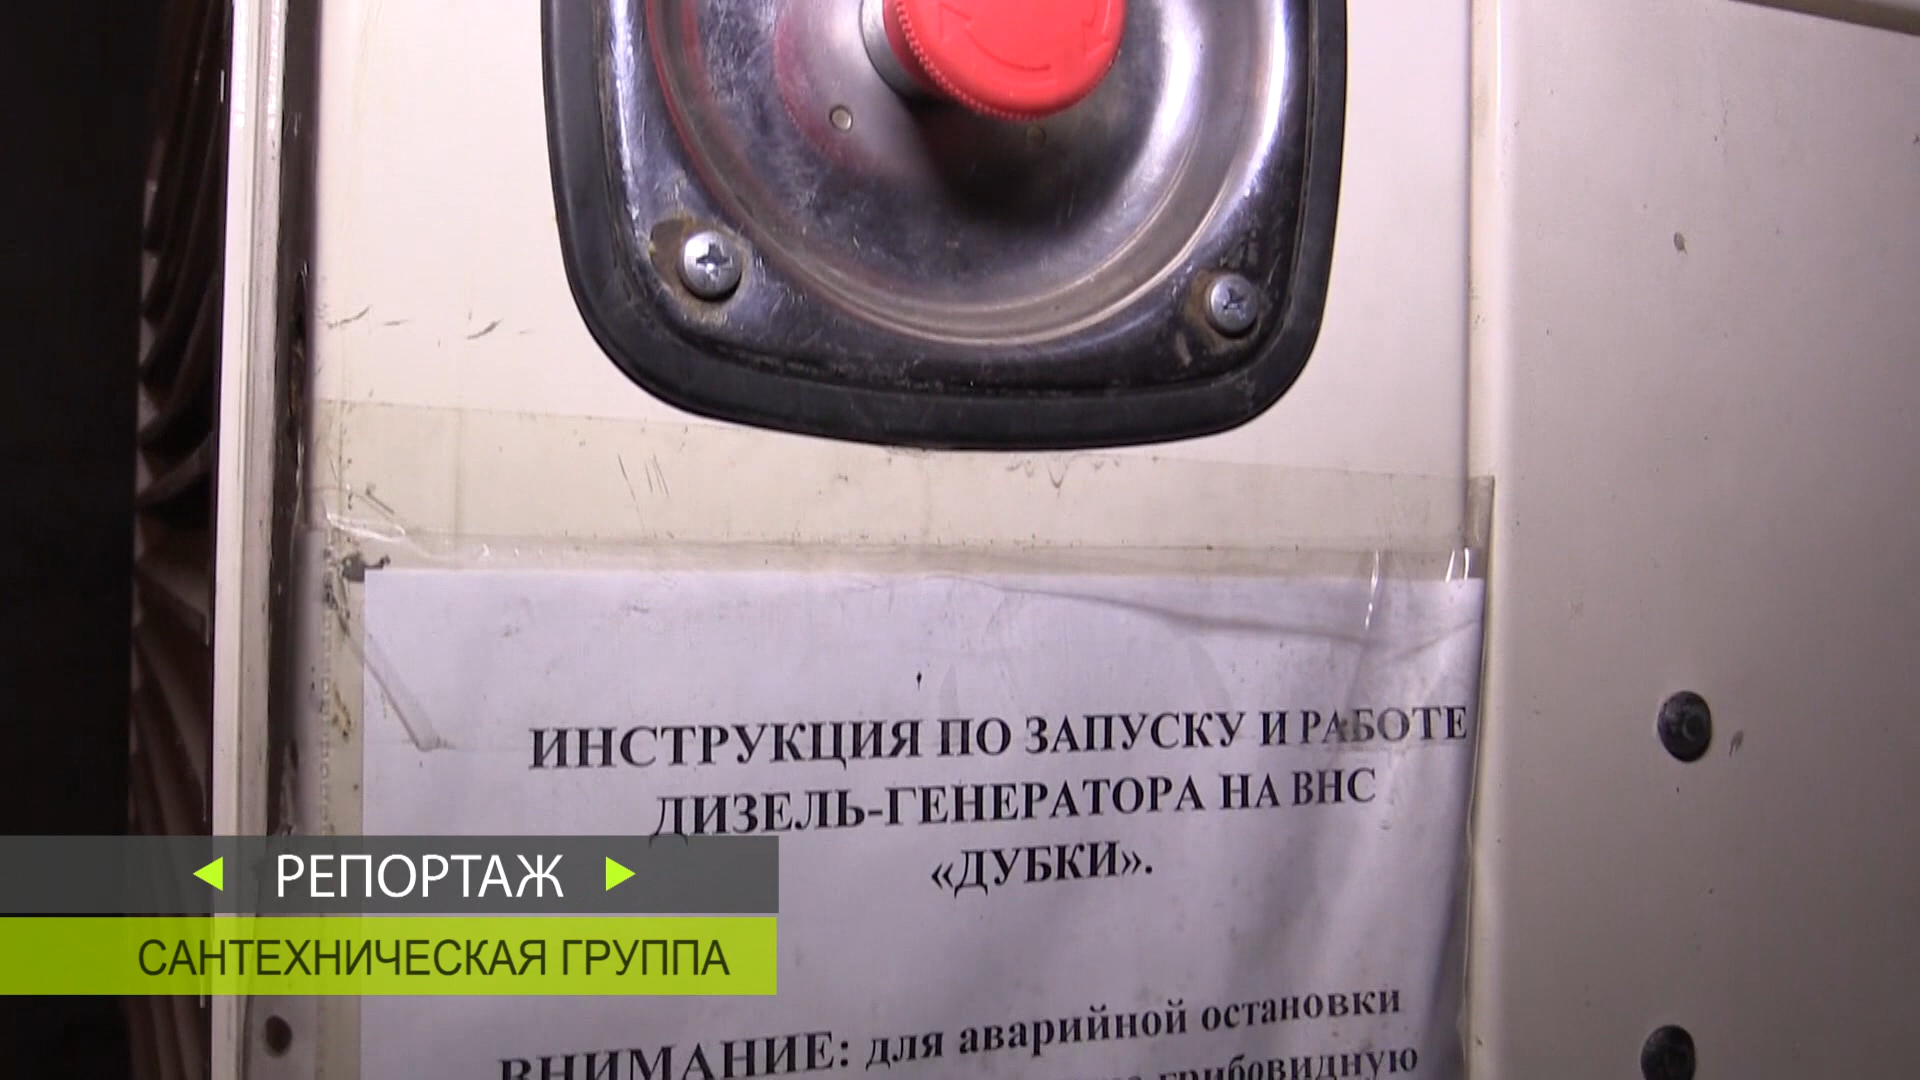 ИНСТРУКЦИЯ ПО ЗАПУСКУ И РАБОТЕ
ДИЗЕЛЬ-ГЕНЕРАТОРА НА ВНС
«ДУБКИ».
ВНИМАНИЕ: для аварийной остановки
грибовидную
РЕПОРТАЖ
САНТЕХНИЧЕСКАЯ ГРУППА